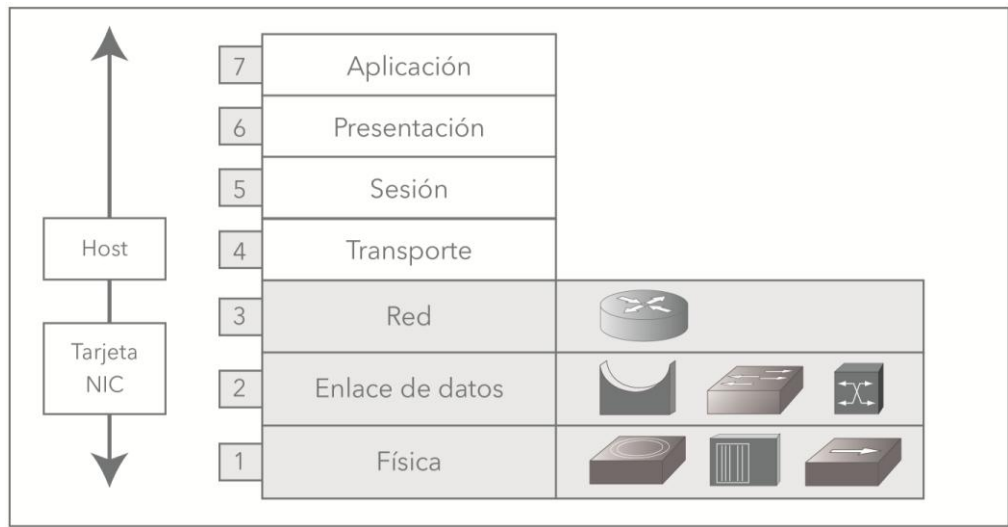 7
Aplicación
6
Presentación
5
Sesión
Host
4
Transporte
3
Red
Tarjeta
NIC
2
Enlace de datos
1
Física